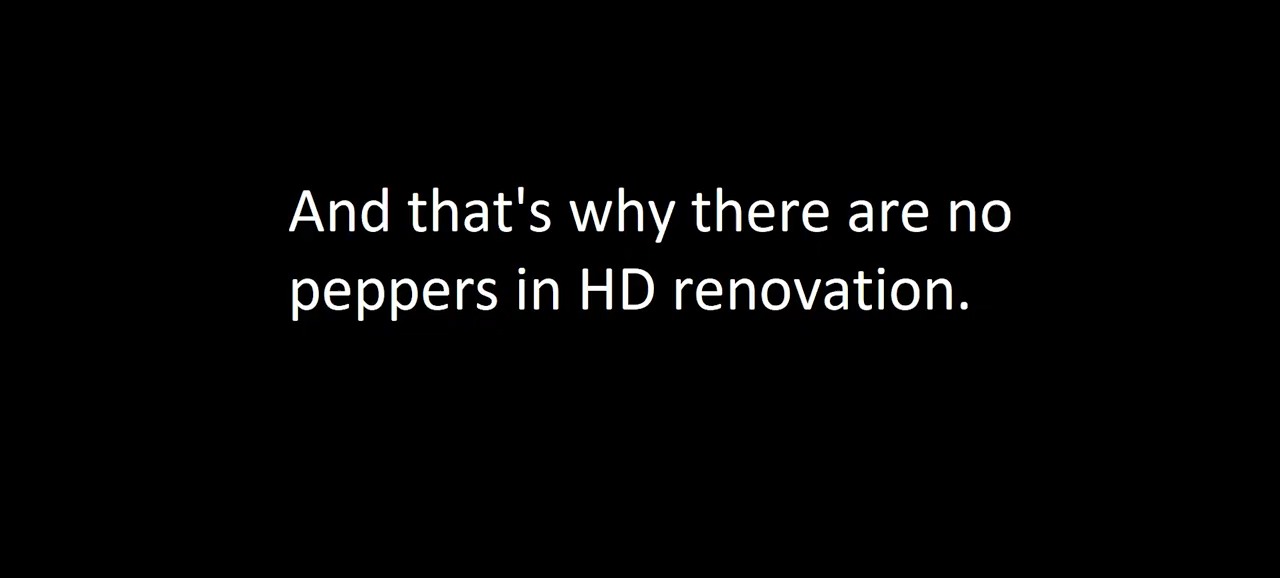 And that's why there are no
peppers in HD renovation.